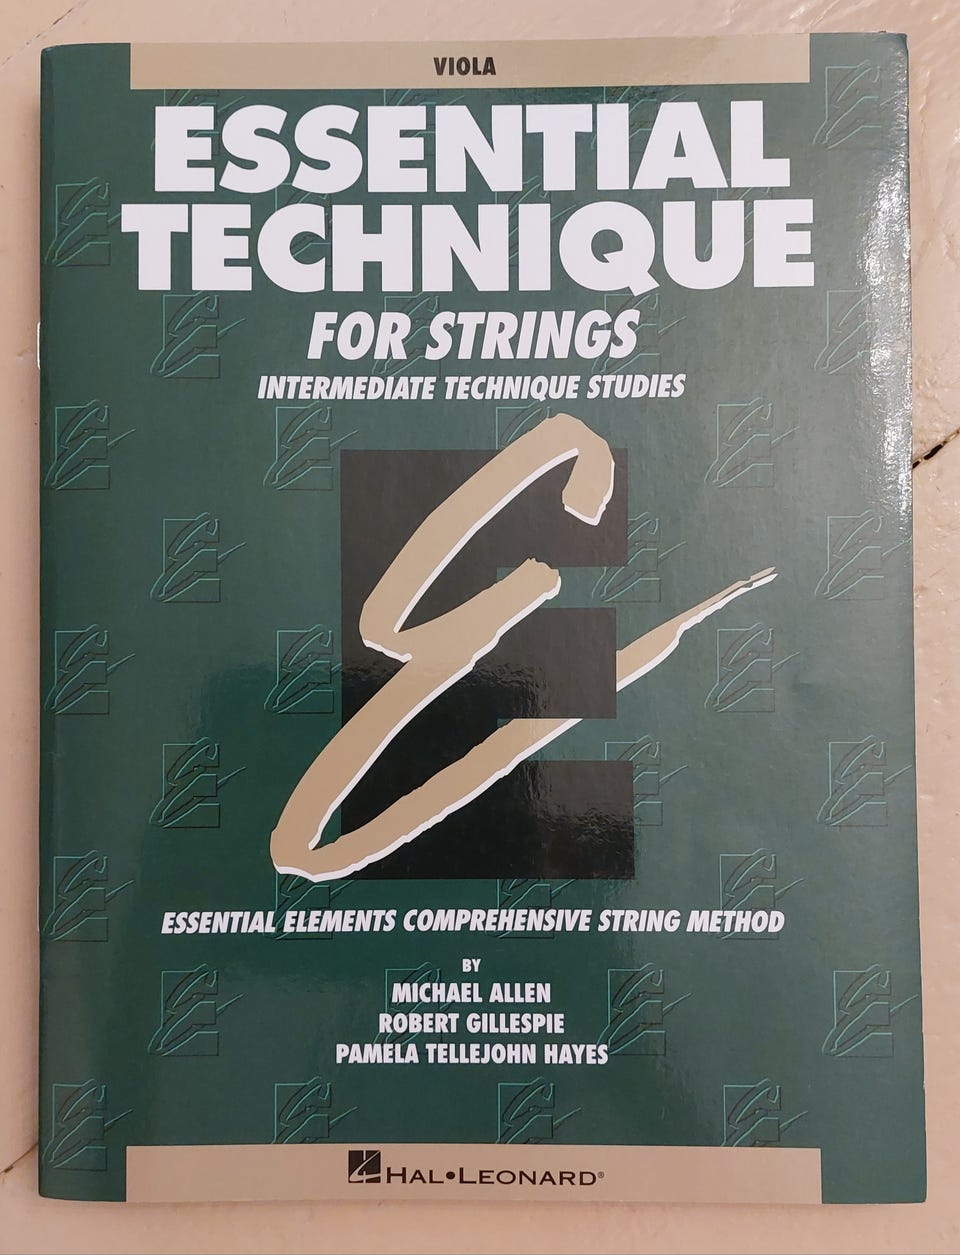 VIOLA
ESSENTIAL
TECHNIQUE
FOR STRINGS
INTERMEDIATE TECHNIQUE STUDIES
E E
ESSENTIAL ELEMENTS COMPREHENSIVE STRING METHOD
BY
MICHAEL ALLEN
ROBERT GILLESPIE
PAMELA TELLEJOHN HAYES
HAL•LEONARD®